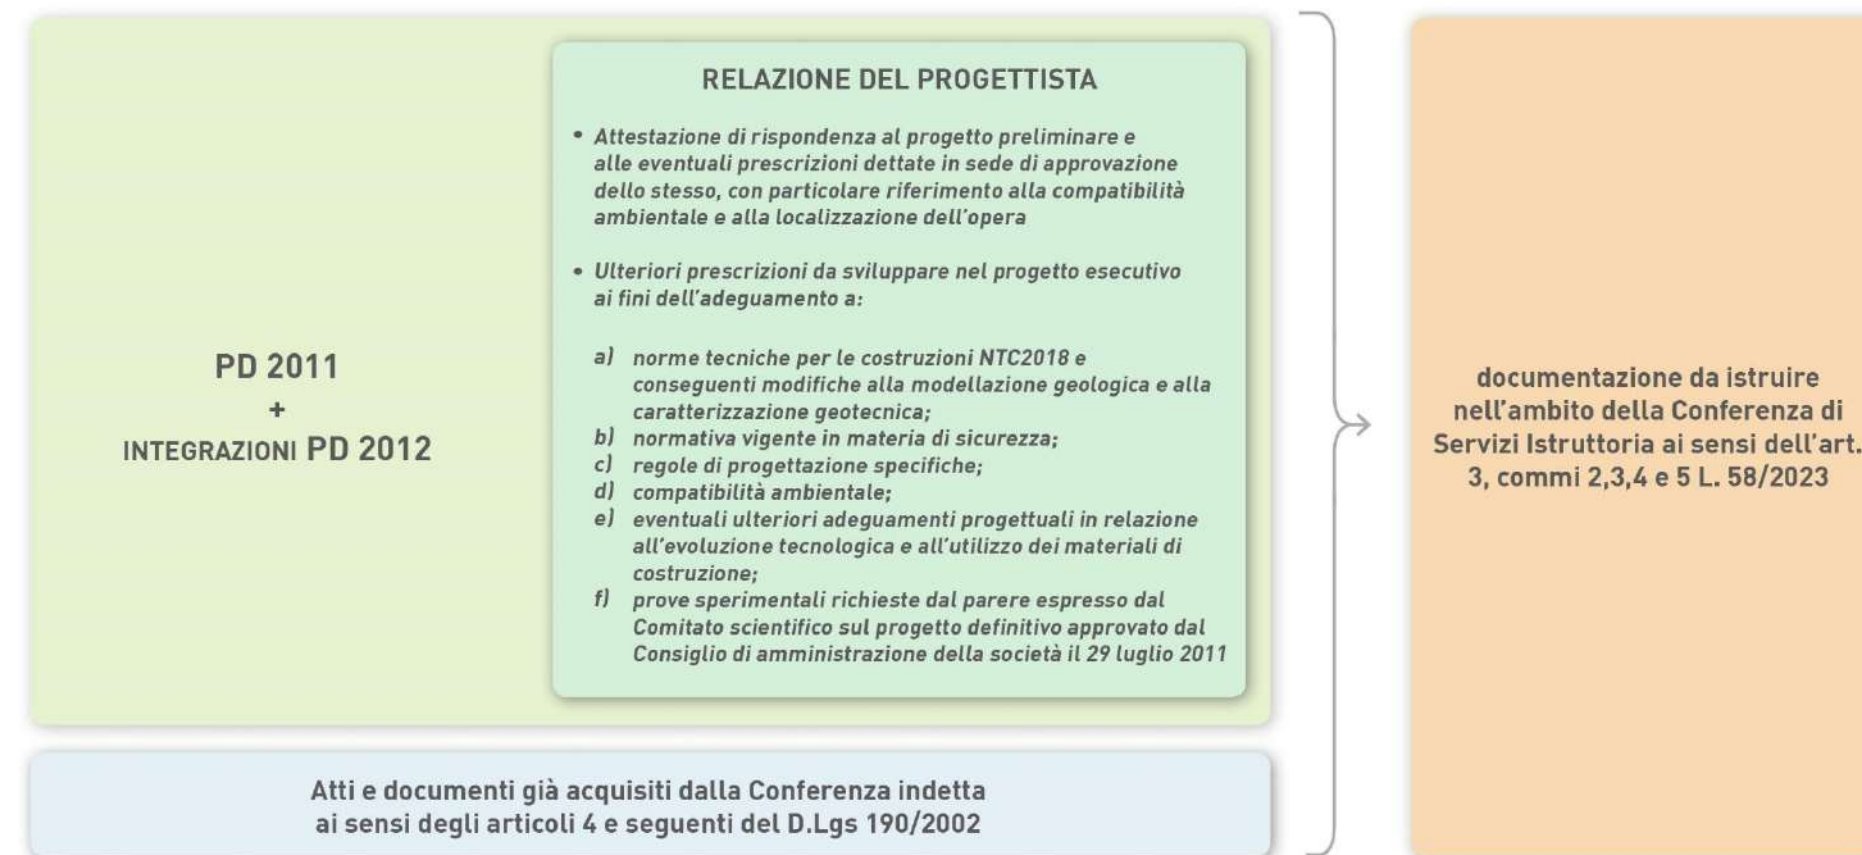 PD 2011
+
INTEGRAZIONI PD 2012
RELAZIONE DEL PROGETTISTA
• Attestazione di rispondenza al progetto preliminare e
alle eventuali prescrizioni dettate in sede di approvazione
dello stesso, con particolare riferimento alla compatibilità
ambientale e alla localizzazione dell'opera
• Ulteriori prescrizioni da sviluppare nel progetto esecutivo
ai fini dell'adeguamento a:
a) norme tecniche per le costruzioni NTC2018 e
conseguenti modifiche alla modellazione geologica e alla
caratterizzazione geotecnica;
b) normativa vigente in materia di sicurezza;
c) regole di progettazione specifiche;
d) compatibilità ambientale;
e) eventuali ulteriori adeguamenti progettuali in relazione
all'evoluzione tecnologica e all'utilizzo dei materiali di
costruzione;
f) prove sperimentali richieste dal parere espresso dal
Comitato scientifico sul progetto definitivo approvato dal
Consiglio di amministrazione della società il 29 luglio 2011
Atti e documenti già acquisiti dalla Conferenza indetta
ai sensi degli articoli 4 e seguenti del D.Lgs 190/2002
documentazione da istruire
nell'ambito della Conferenza di
Servizi Istruttoria ai sensi dell'art.
3, commi 2,3,4 e 5 L. 58/2023